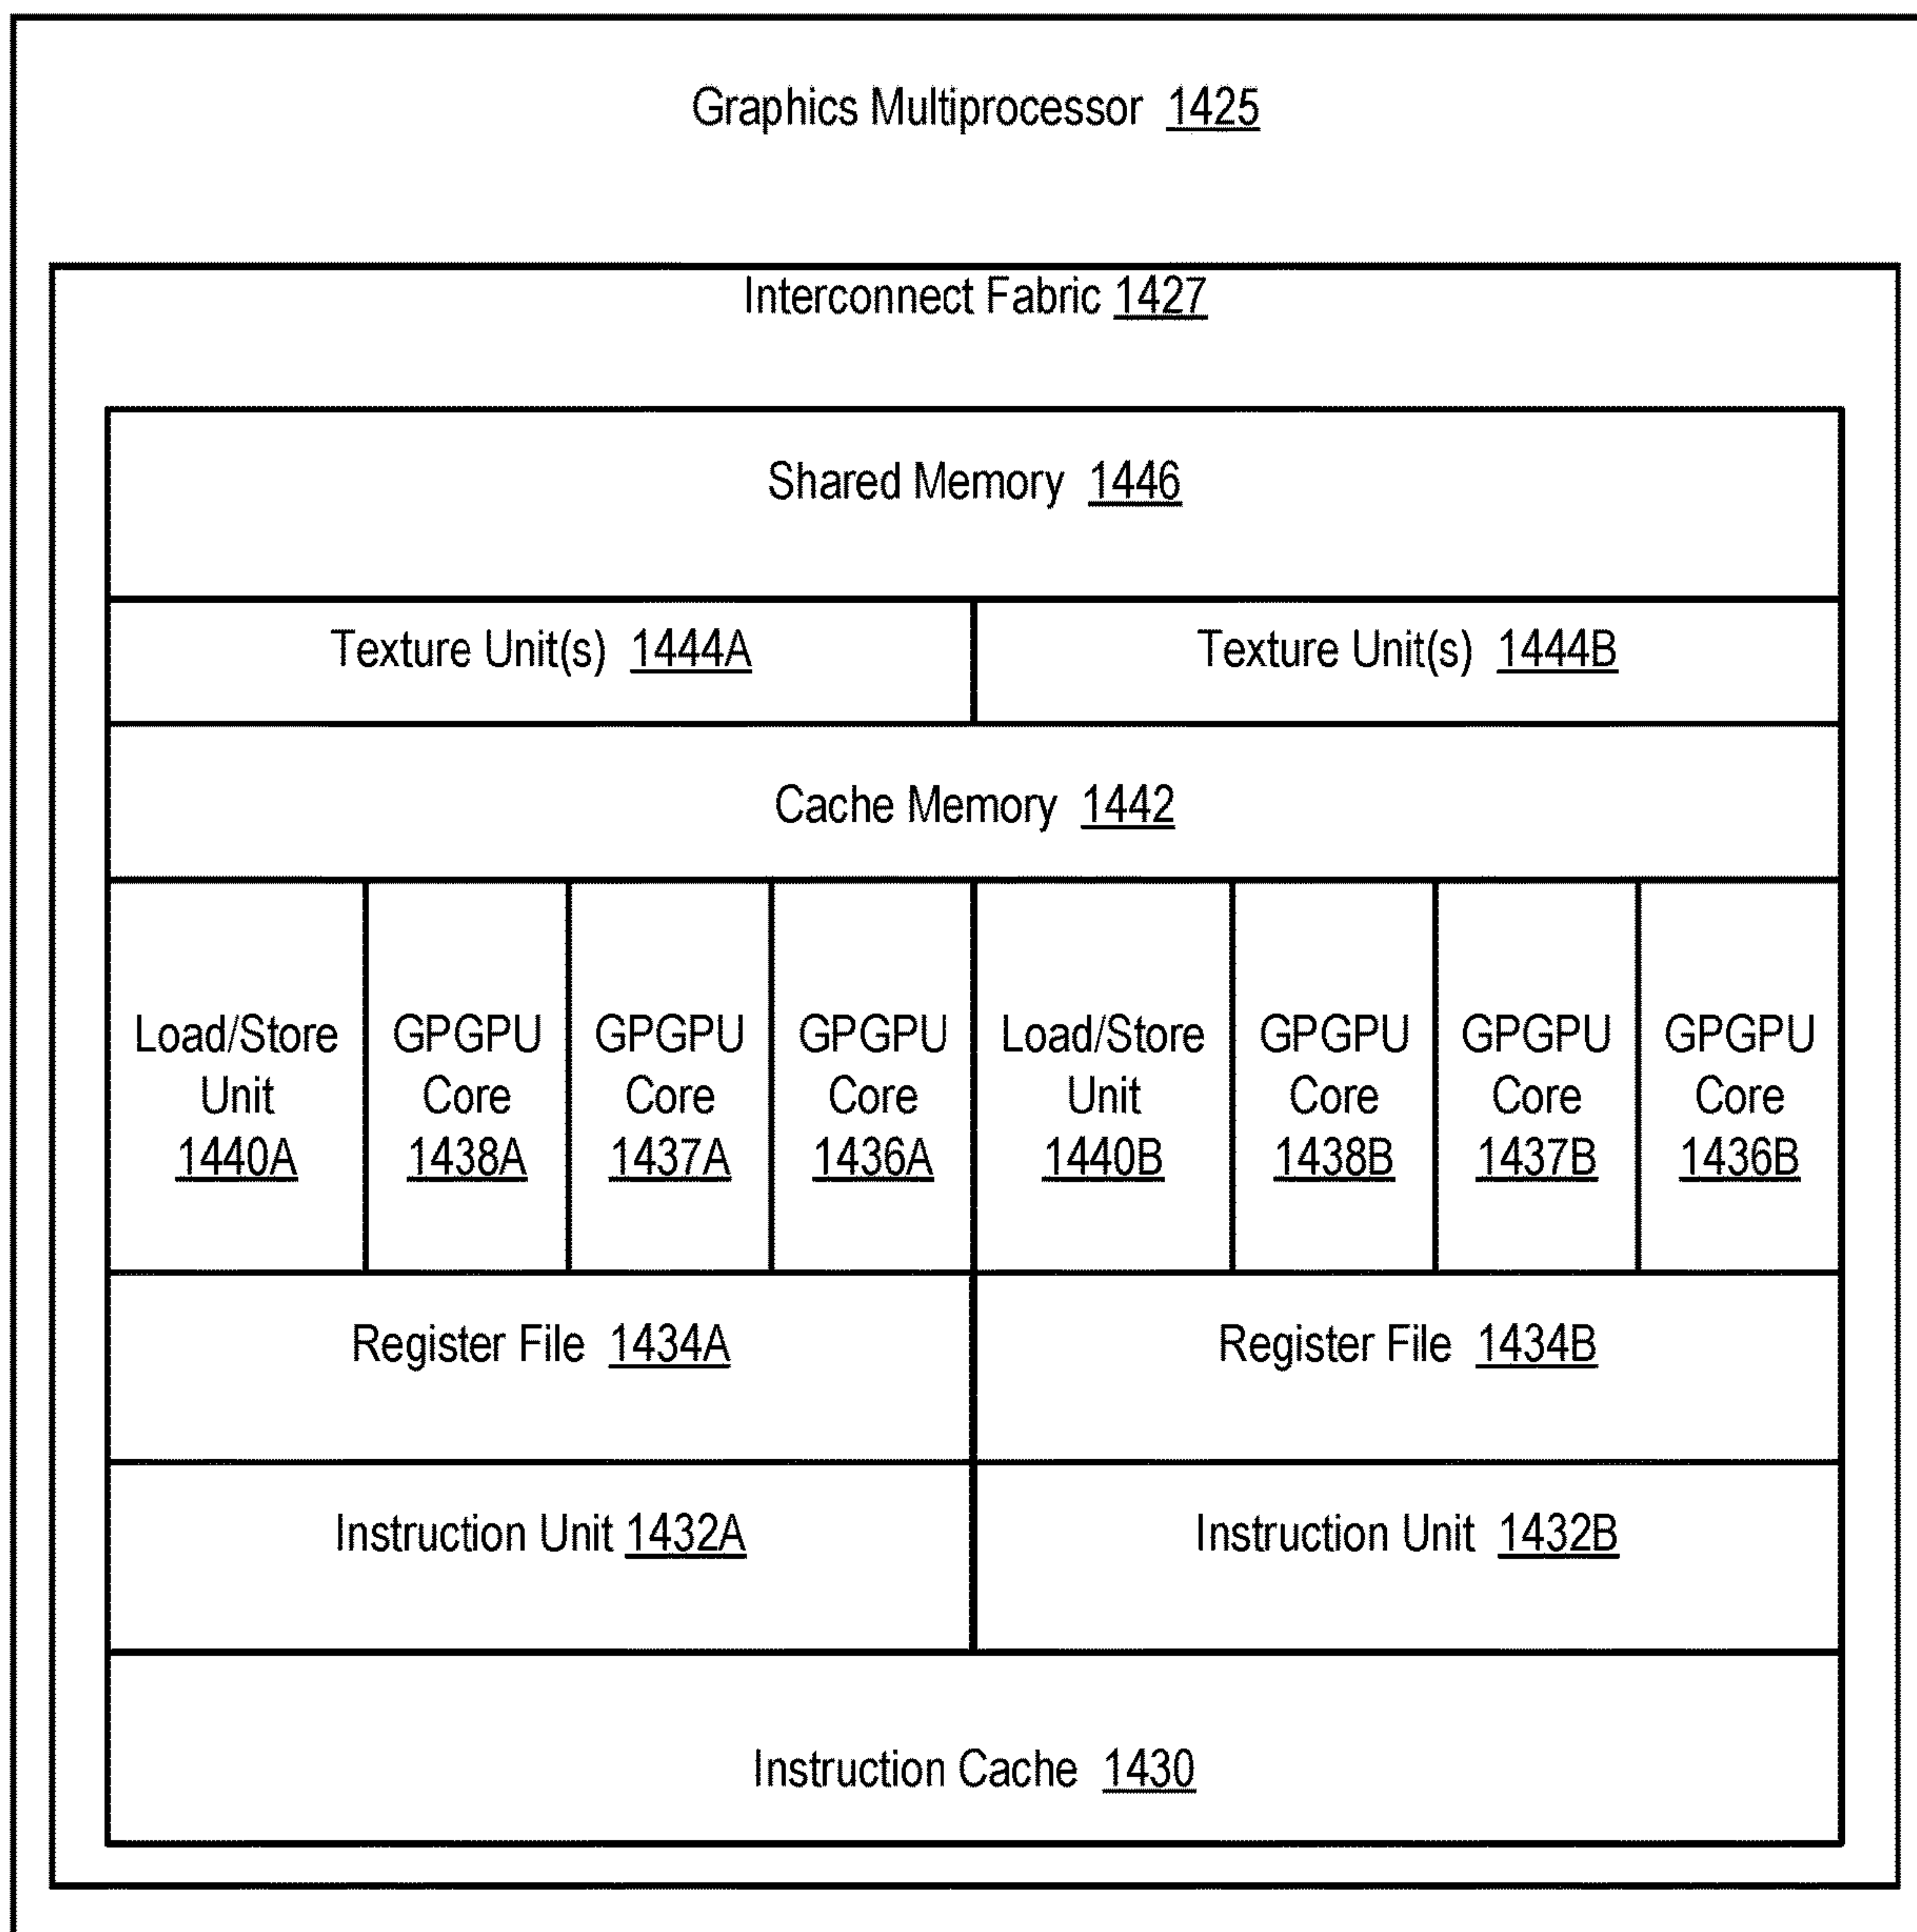 Graphics Multiprocessor 1425
Interconnect Fabric 1427
Shared Memory 1446
Texture Unit(s) 1444A
Texture Unit(s) 1444B
Cache Memory 1442
Load/Store
Unit
1440A
GPGPU
Core
1438A
GPGPU
Core
1437A
GPGPU
Core
1436A
Load/Store
Unit
1440B
GPGPU
Core
1438B
GPGPU
Core
1437B
GPGPU
Core
1436B
Register File 1434A
Register File 1434B
Instruction Unit 1432A
Instruction Unit 1432B
Instruction Cache 1430